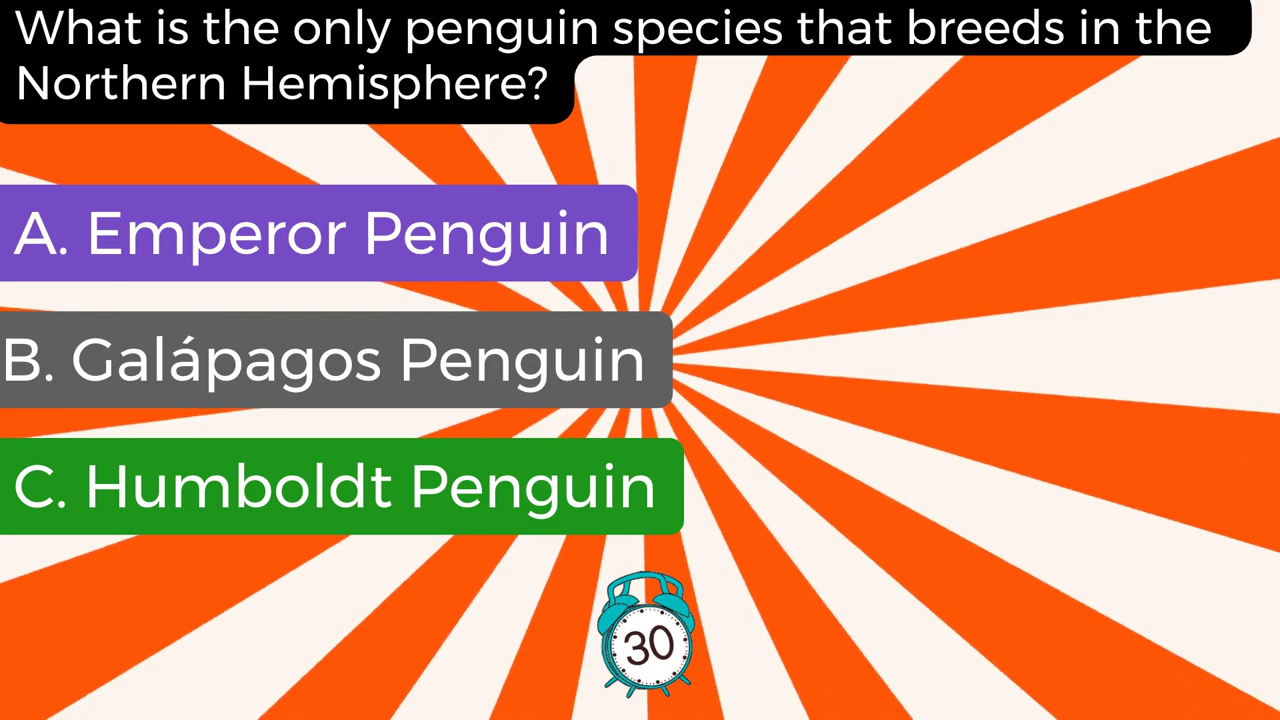 What is the only penguin species that breeds in the
Northern Hemisphere?
A. Emperor Penguin
B. Galápagos Penguin
C. Humboldt Penguin
30